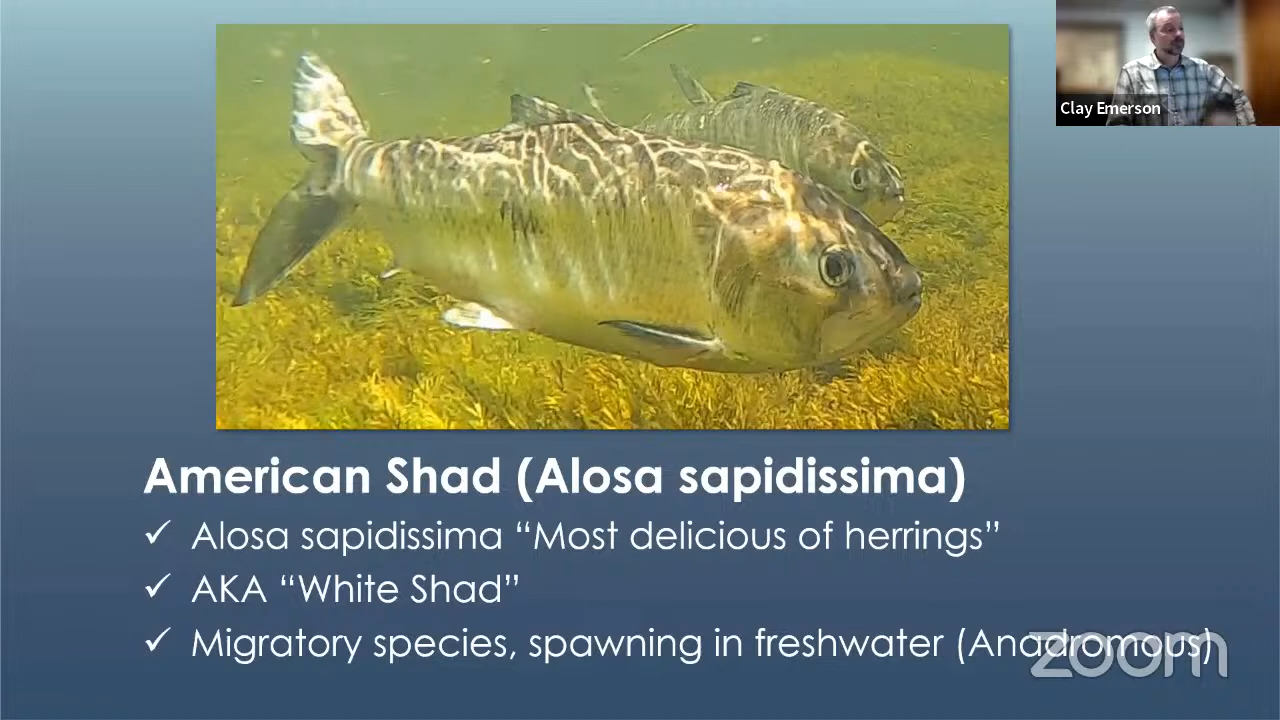 Clay Emerson
American Shad (Alosa sapidissima)
✓ Alosa sapidissima “Most delicious of herrings”
✓ AKA “White Shad”
✓ Migratory species, spawning in freshwater (Anadromous)
zoom